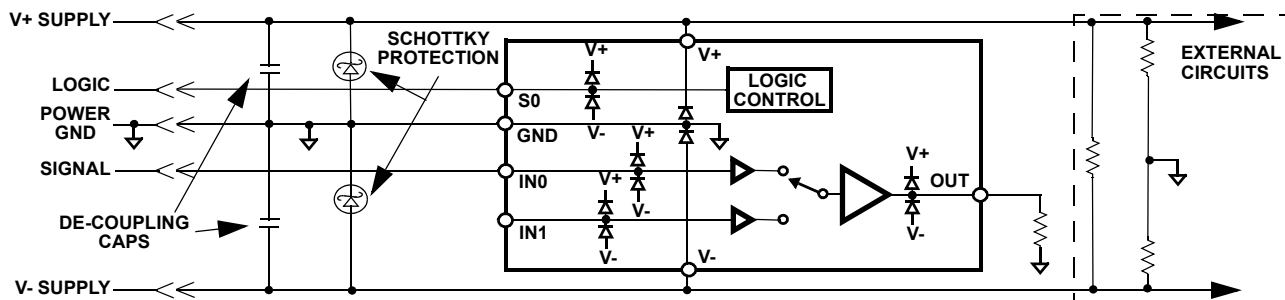 V+ SUPPLY
SCHOTTKY
PROTECTION
EXTERNAL
CIRCUITS
V+
V+
LOGIC
CONTROL
LOGIC
S0
POWER
GND
V-
V+
GND
SIGNAL
V+
V+
OUT
IN0
V-
V-
DE-COUPLING
CAPS
IN1
V-
V-
V- SUPPLY